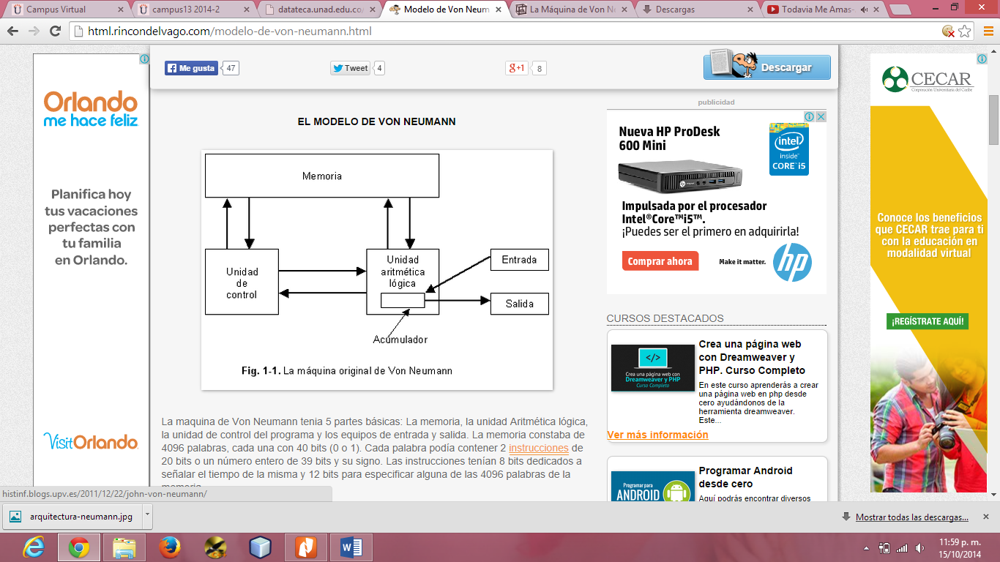 Campus Virtual
campus13 2014-2
datateca.unad.edu.co/
Modelo de Von Neum
La Máquina de Von N
Descargas
Todavia Me Amas-
html.rincondelvago.com/modelo-de-von-neumann.html
Me gusta 47
Tweet 4
g+1 8
Descargar
Orlando
me hace feliz
Planifica hoy
tus vacaciones
perfectas con
tu familia
en Orlando.
VisitOrlando
EL MODELO DE VON NEUMANN
Memoria
Unidad
de
control
Unidad
aritmética
lógica
Entrada
Salida
Acumulador
Fig. 1-1. La máquina original de Von Neumann
La maquina de Von Neumann tenia 5 partes básicas: La memoria, la unidad Aritmética lógica,
la unidad de control del programa y los equipos de entrada y salida. La memoria constaba de
4096 palabras, cada una con 40 bits (0 o 1). Cada palabra podía contener 2 instrucciones de
20 bits o un número entero de 39 bits y su signo. Las instrucciones tenían 8 bits dedicados a
señalar el tiempo de la misma y 12 bits para especificar alguna de las 4096 palabras de la
memoria
publicidad
Nueva HP ProDesk
600 Mini
intel
inside
CORE i5
Impulsada por el procesador
Intel®Core™i5™.
¡Puedes ser el primero en adquirirla!
Comprar ahora
Make it matter.
hp
CURSOS DESTACADOS
</>
Crea una página web con
Dreamweaver y PHP
Curso Completo
Crea una página web
con Dreamweaver y
PHP. Curso Completo
En este curso aprenderás a crear
una página web en php desde
cero ayudándonos de la
herramienta dreamweaver.
Este...
Ver más información
Programar para
ANDROID
Programar Android
desde cero
Aquí podrás encontrar diversos
CECAR
Corporación Universitaria del Caribe
Conoce los beneficios
que CECAR trae para ti
con la educación en
modalidad virtual
¡REGÍSTRATE AQUÍ!
histinf.blogs.upv.es/2011/12/22/john-von-neumann/
arquitectura-neumann.jpg
Mostrar todas las descargas...
11:59 p. m.
15/10/2014